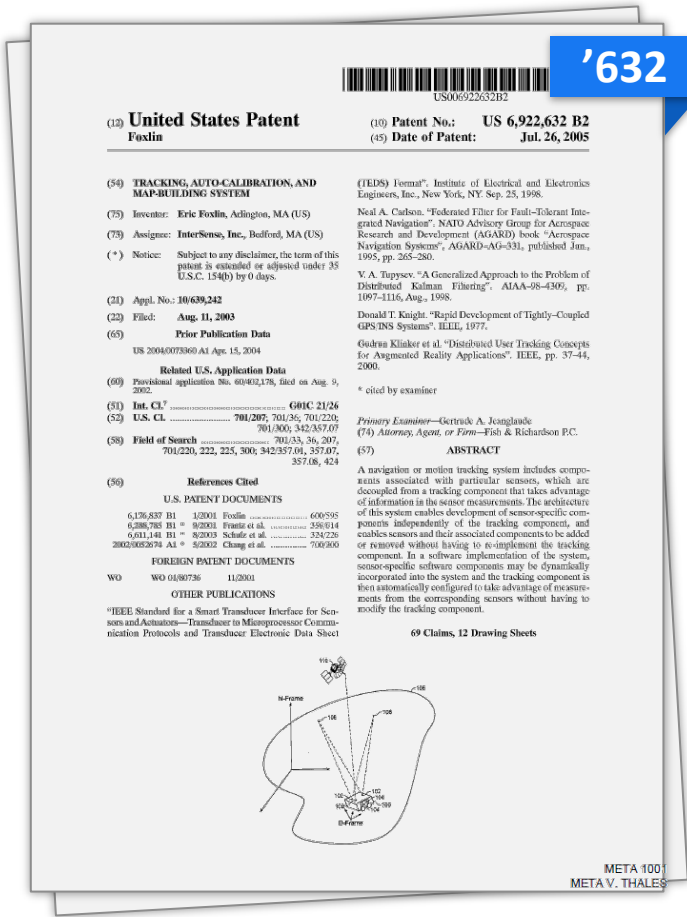 '632
US006922632B2
(12) United States Patent
Foxlin
(10) Patent No.: US 6,922,632 B2
(45) Date of Patent: Jul. 26, 2005
(54) TRACKING, AUTO-CALIBRATION, AND
MAP-BUILDING SYSTEM
(75) Inventor: Eric Foxlin, Adington, MA (US)
(73) Assignee: InterSense, Inc., Bedford, MA (US)
( * ) Notice: Subject to any disclaimer, the term of this
patent is extended or adjusted under 35
U.S.C. 154(b) by 0 days.
(21) Appl. No.: 10/639,242
(22) Filed: Aug. 11, 2003
(65) Prior Publication Data
US 2004/0073360 A1 Apr. 15, 2004
Related U.S. Application Data
(60) Provisional application No. 60/402,178, filed on Aug. 9,
2002.
(51) Int. Cl.7 ........................................ G01C 21/26
(52) U.S. Cl. ..................... 701/207; 701/36; 701/220;
701/300; 342/357.07
(58) Field of Search ..................... 701/33, 36, 207,
701/220, 222, 225, 300; 342/357.01, 357.07,
357.08, 424
(56) References Cited
U.S. PATENT DOCUMENTS
6,176,837 B1 1/2001 Foxlin ..................... 600/595
6,288,785 B1 * 9/2001 Frantz et al. .............. 356/614
6,611,141 B1 * 8/2003 Schulz et al. .............. 324/226
2002/0052674 A1 * 5/2002 Chang et al. .............. 700/300
FOREIGN PATENT DOCUMENTS
WO WO 01/80736 11/2001
OTHER PUBLICATIONS
"IEEE Standard for a Smart Transducer Interface for Sen-
sors and Actuators—Transducer to Microprocessor Commu-
nication Protocols and Transducer Electronic Data Sheet
(TEDS) Format". Institute of Electrical and Electronics
Engineers, Inc., New York, NY. Sep. 25, 1998.
Neal A. Carlson. "Federated Filter for Fault-Tolerant Inte-
grated Navigation". NATO Advisory Group for Aerospace
Research and Development (AGARD) book "Aerospace
Navigation Systems", AGARD-AG-331, published Jun.,
1995, pp. 265-280.
V. A. Tupysev. "A Generalized Approach to the Problem of
Distributed Kalman Filtering". AIAA-98-4309, pp.
1097-1116, Aug., 1998.
Donald T. Knight. "Rapid Development of Tightly-Coupled
GPS/INS Systems". IEEE, 1977.
Gudrun Klinker et al. "Distributed User Tracking Concepts
for Augmented Reality Applications". IEEE, pp. 37-44,
2000.
* cited by examiner
Primary Examiner—Gertrude A. Jeanglaude
(74) Attorney, Agent, or Firm—Fish & Richardson P.C.
(57) ABSTRACT
A navigation or motion tracking system includes compo-
nents associated with particular sensors, which are
decoupled from a tracking component that takes advantage
of information in the sensor measurements. The architecture
of this system enables development of sensor-specific com-
ponents independently of the tracking component, and
enables sensors and their associated components to be added
or removed without having to re-implement the tracking
component. In a software implementation of the system,
sensor-specific software components may be dynamically
incorporated into the system and the tracking component is
then automatically configured to take advantage of measure-
ments from the corresponding sensors without having to
modify the tracking component.
69 Claims, 12 Drawing Sheets
N-Frame
106
108
102
104
B-Frame
META 1001
META V. THALES